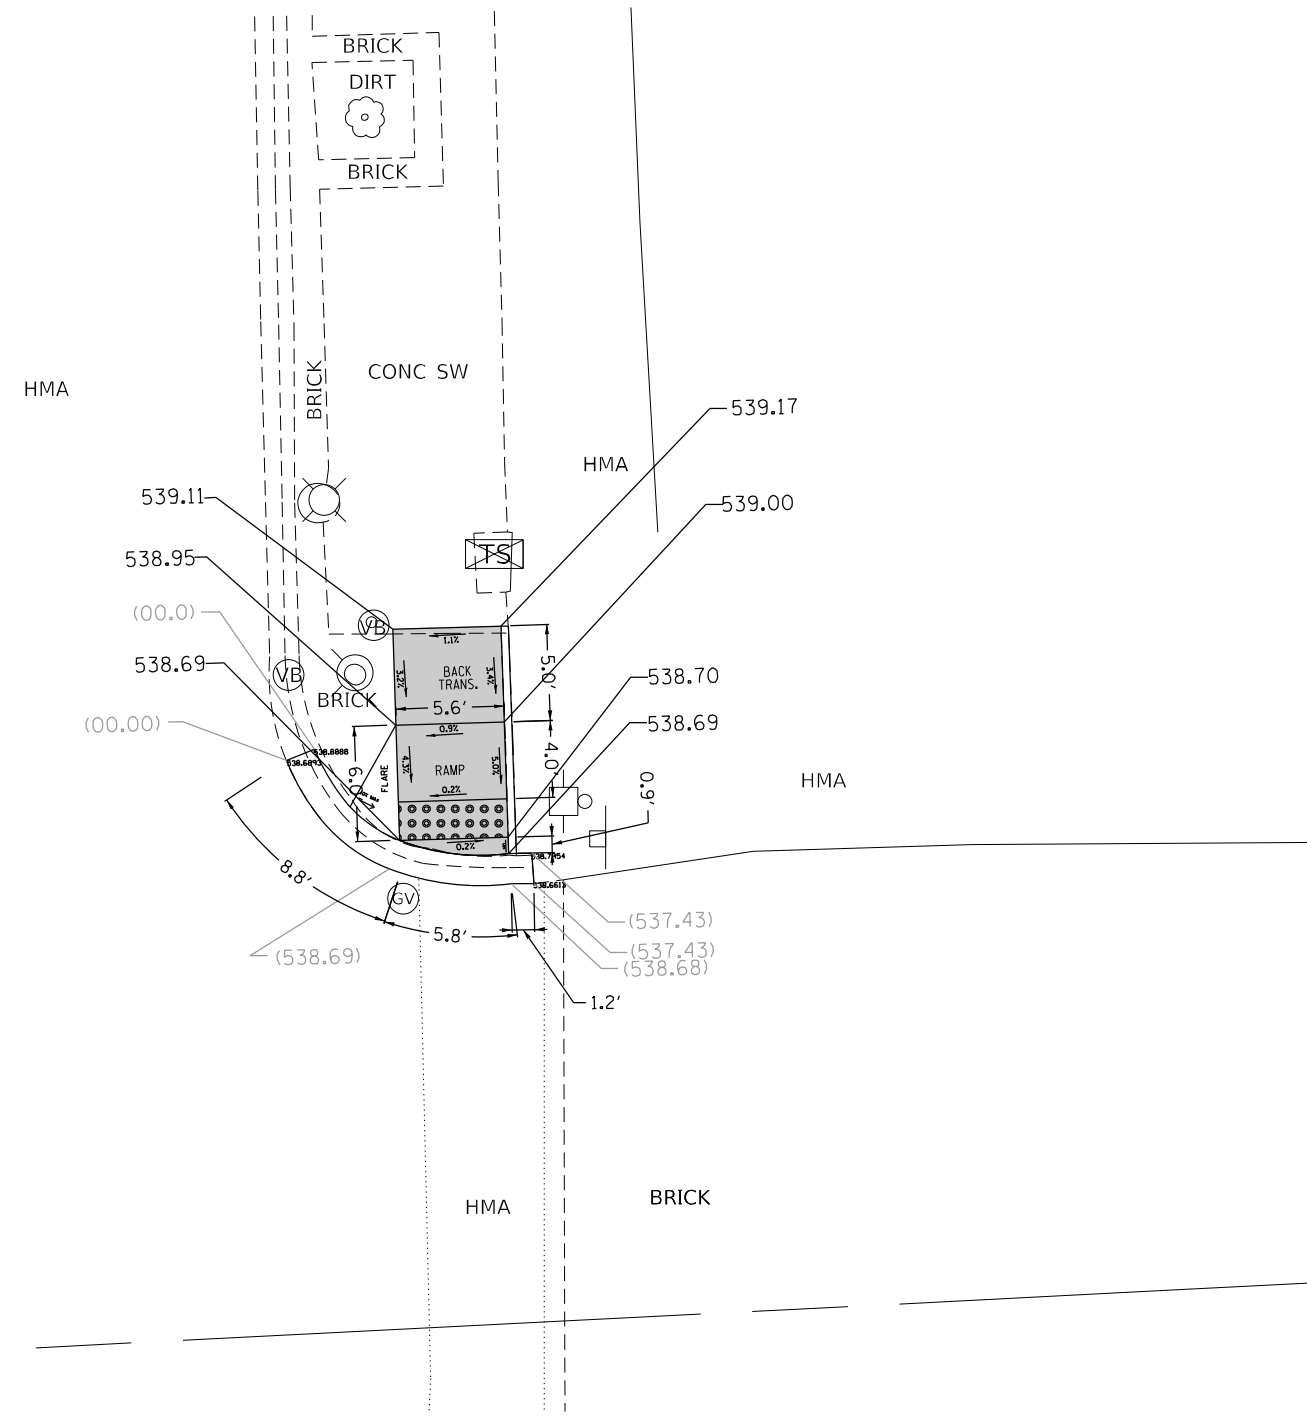 BRICK
DIRT
BRICK
BRICK
CONC SW
HMA
539.17
HMA
539.11
539.00
TS
538.95
(00.0)
VB
1.1%
538.69
VB
BACK
TRANS.
3.2%
3.4%
5.0'
538.70
BRICK
5.6'
(00.00)
538.69
0.9%
538.8888
538.6893
4.3%
RAMP
5.0%
4.0'
FLARE
6.0'
HMA
0.2%
0.9'
0.2%
8.8'
GV
5.8'
(537.43)
(538.69)
(537.43)
(538.68)
1.2'
HMA
BRICK